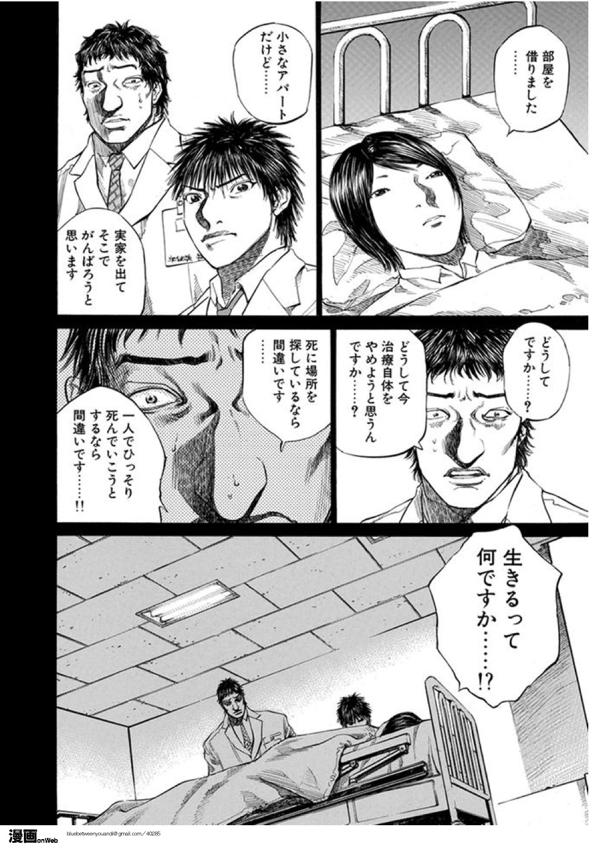 部屋を
借りました
……
小さなアパート
だけど……
実家を出て
そこで
がんばろうと
思います
どうして
ですか……?
どうして今
治療自体を
やめようと思うん
ですか……?
死に場所を
探しているなら
間違いです
……
一人でひっそり
死んでいこうと
するなら
間違いです……!!
生きるって
何ですか……!?
漫画 on Web
bluebetweenyouandi@gmail.com/40285